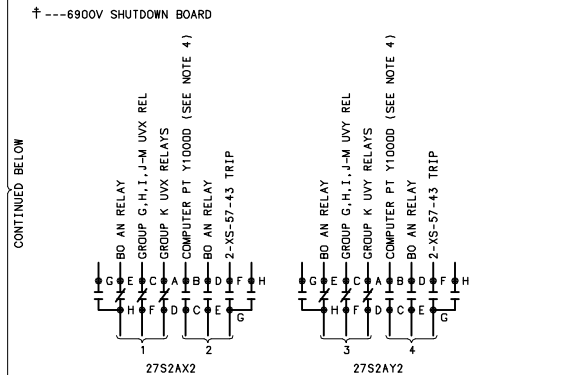 ‡ ---6900V SHUTDOWN BOARD
CONTINUED BELOW
BO AN RELAY
GROUP G,H,I,J-M UVX REL
GROUP K UVX RELAYS
COMPUTER PT Y1000D (SEE NOTE 4)
BO AN RELAY
2-XS-57-43 TRIP
BO AN RELAY
GROUP G,H,I,J-M UVY REL
GROUP K UVY RELAYS
COMPUTER PT Y1000D (SEE NOTE 4)
BO AN RELAY
2-XS-57-43 TRIP
G E C A B D F H
G E C A B D F H
H F D C E G
H F D C E G
1 2
3 4
27S2AX2
27S2AY2